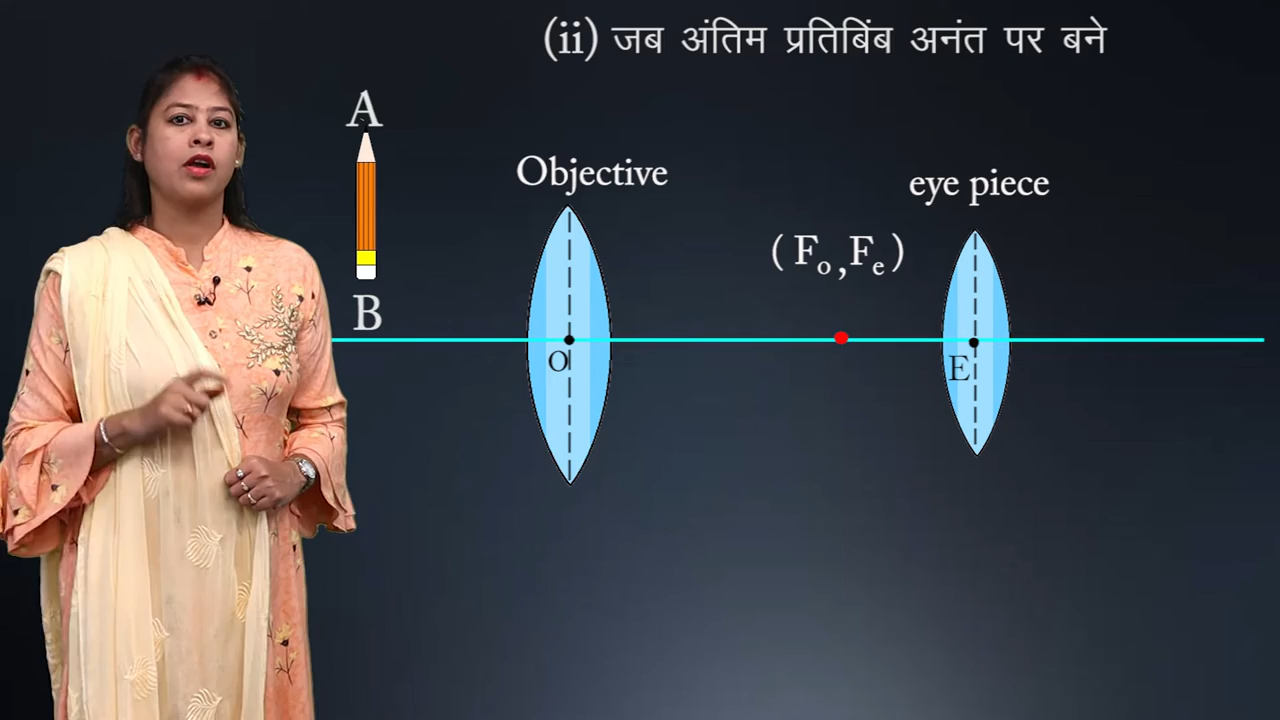 (ii) जब अंतिम प्रतिबिंब अनंत पर बने
A
Objective
eye piece
(Fₒ,Fₑ)
B
O
E